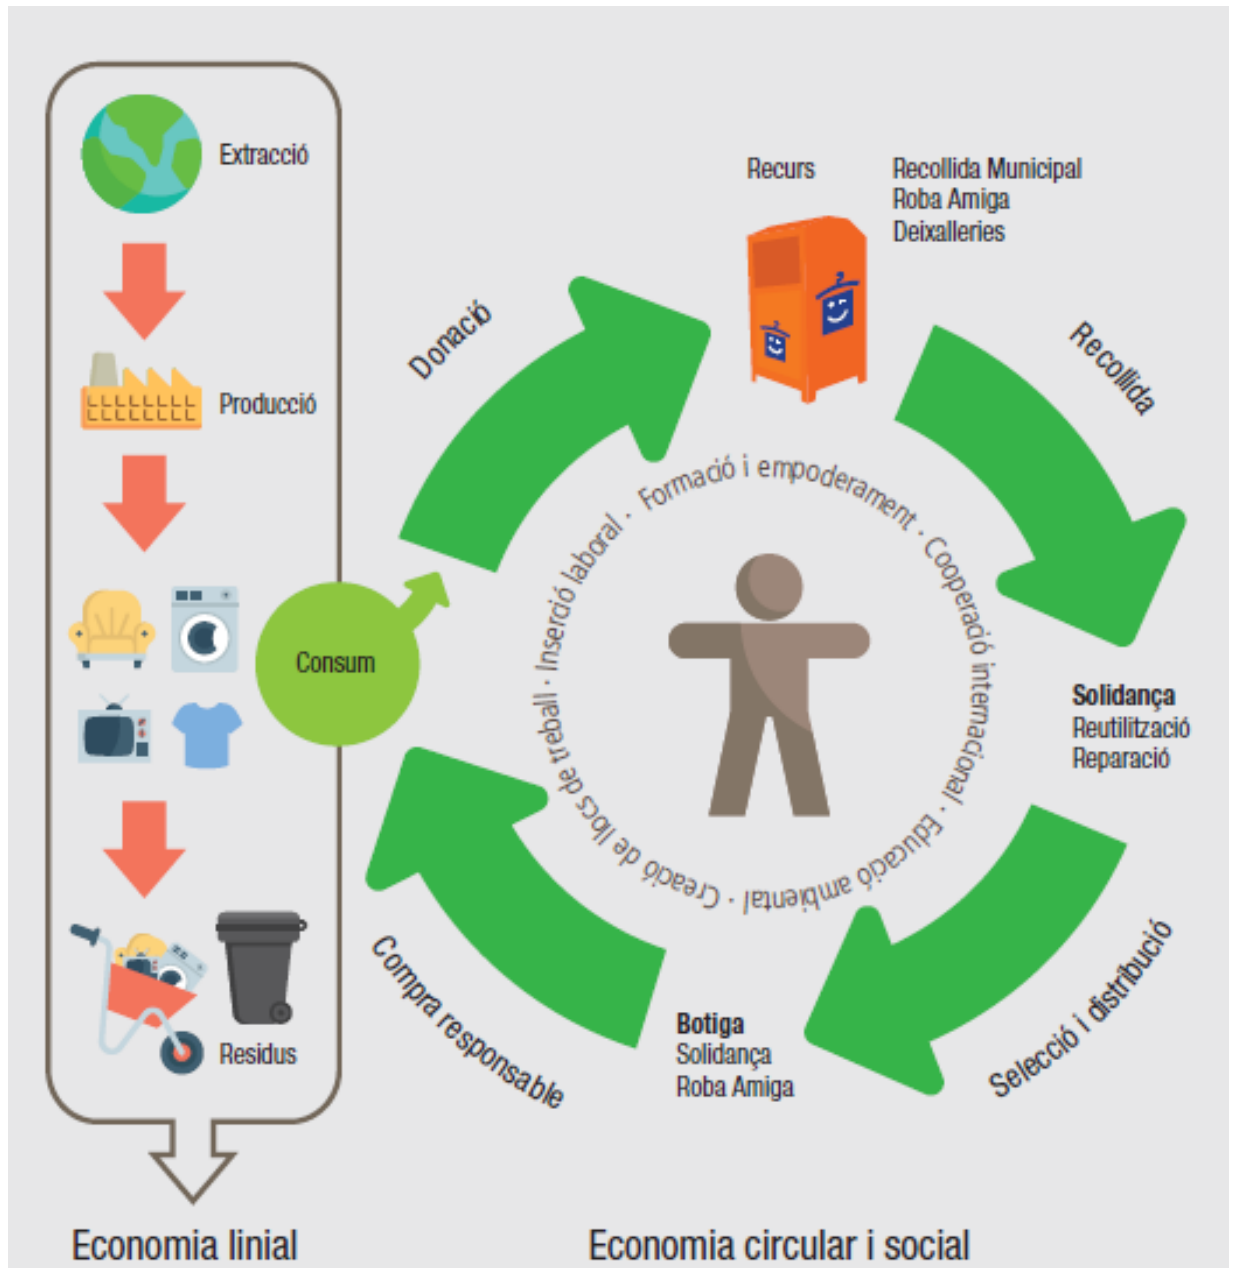 Extracció
Producció
Consum
Residus
Economia linial
Donació
Recurs
Recollida Municipal
Roba Amiga
Deixalleries
Recollida
Solidança
Reutilització
Reparació
Selecció i distribució
Botiga
Solidança
Roba Amiga
Compra responsable
Formació i empoderament · Cooperació internacional · Educació ambiental · Creació de llocs de treball · Inserció laboral ·
Economia circular i social